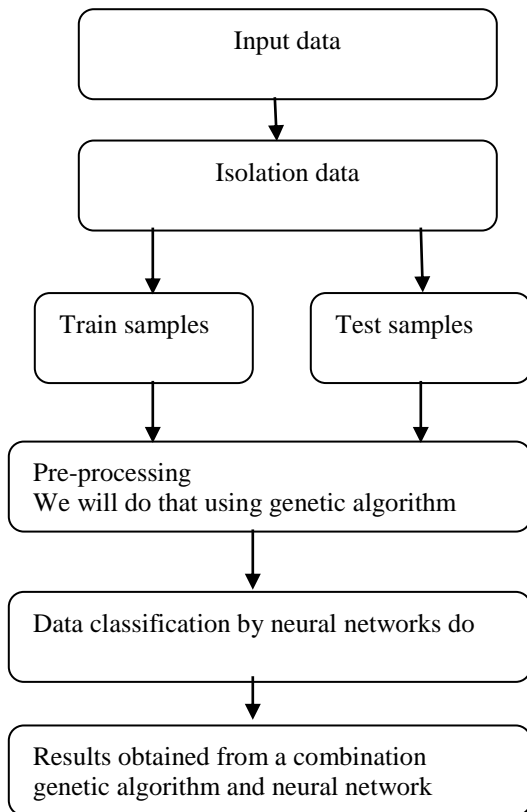 Input data
Isolation data
Train samples
Test samples
Pre-processing
We will do that using genetic algorithm
Data classification by neural networks do
Results obtained from a combination
genetic algorithm and neural network